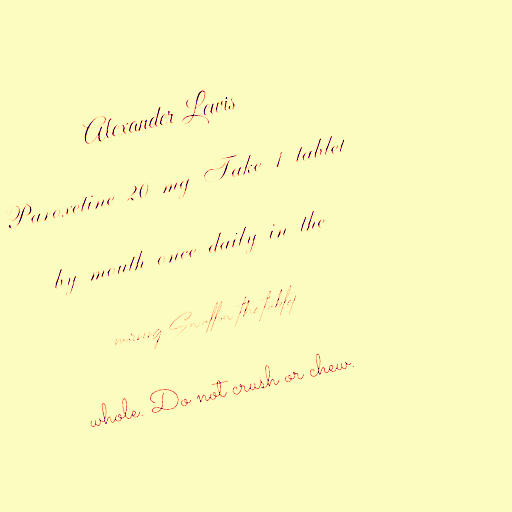 Alexander Lewis
Paroxetine 20 mg Take 1 tablet
by mouth once daily in the
morning. Swallow the tablet
whole. Do not crush or chew.